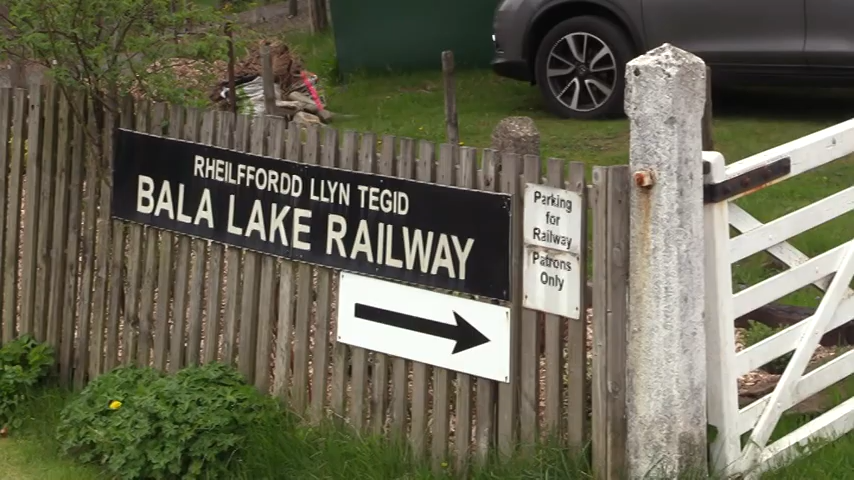 RHEILFFORDD LLYN TEGID
BALA LAKE RAILWAY
Parking
for
Railway
Patrons
Only